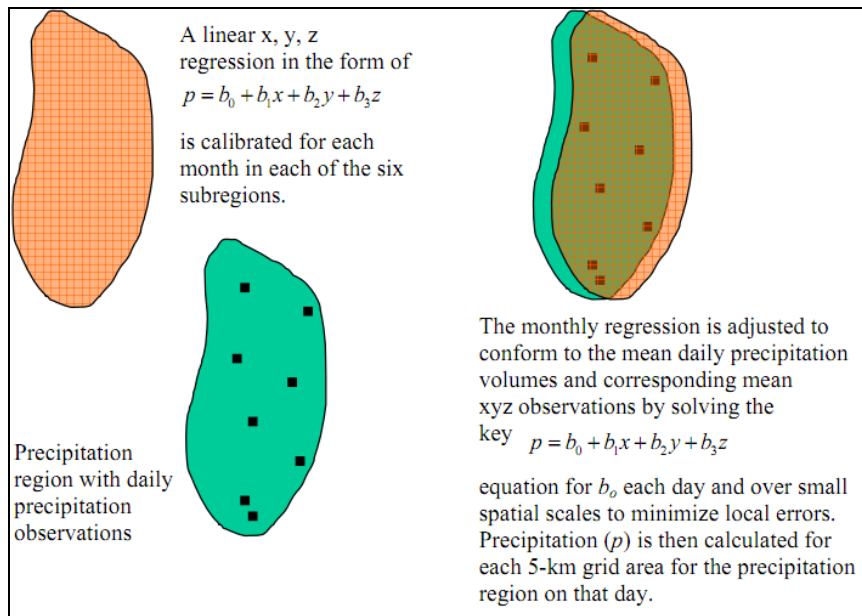 A linear x, y, z
regression in the form of
p = b₀ + b₁x + b₂y + b₃z
is calibrated for each
month in each of the six
subregions.
Precipitation
region with daily
precipitation
observations
The monthly regression is adjusted to
conform to the mean daily precipitation
volumes and corresponding mean
xyz observations by solving the
key p = b₀ + b₁x + b₂y + b₃z
equation for bₒ each day and over small
spatial scales to minimize local errors.
Precipitation (p) is then calculated for
each 5-km grid area for the precipitation
region on that day.